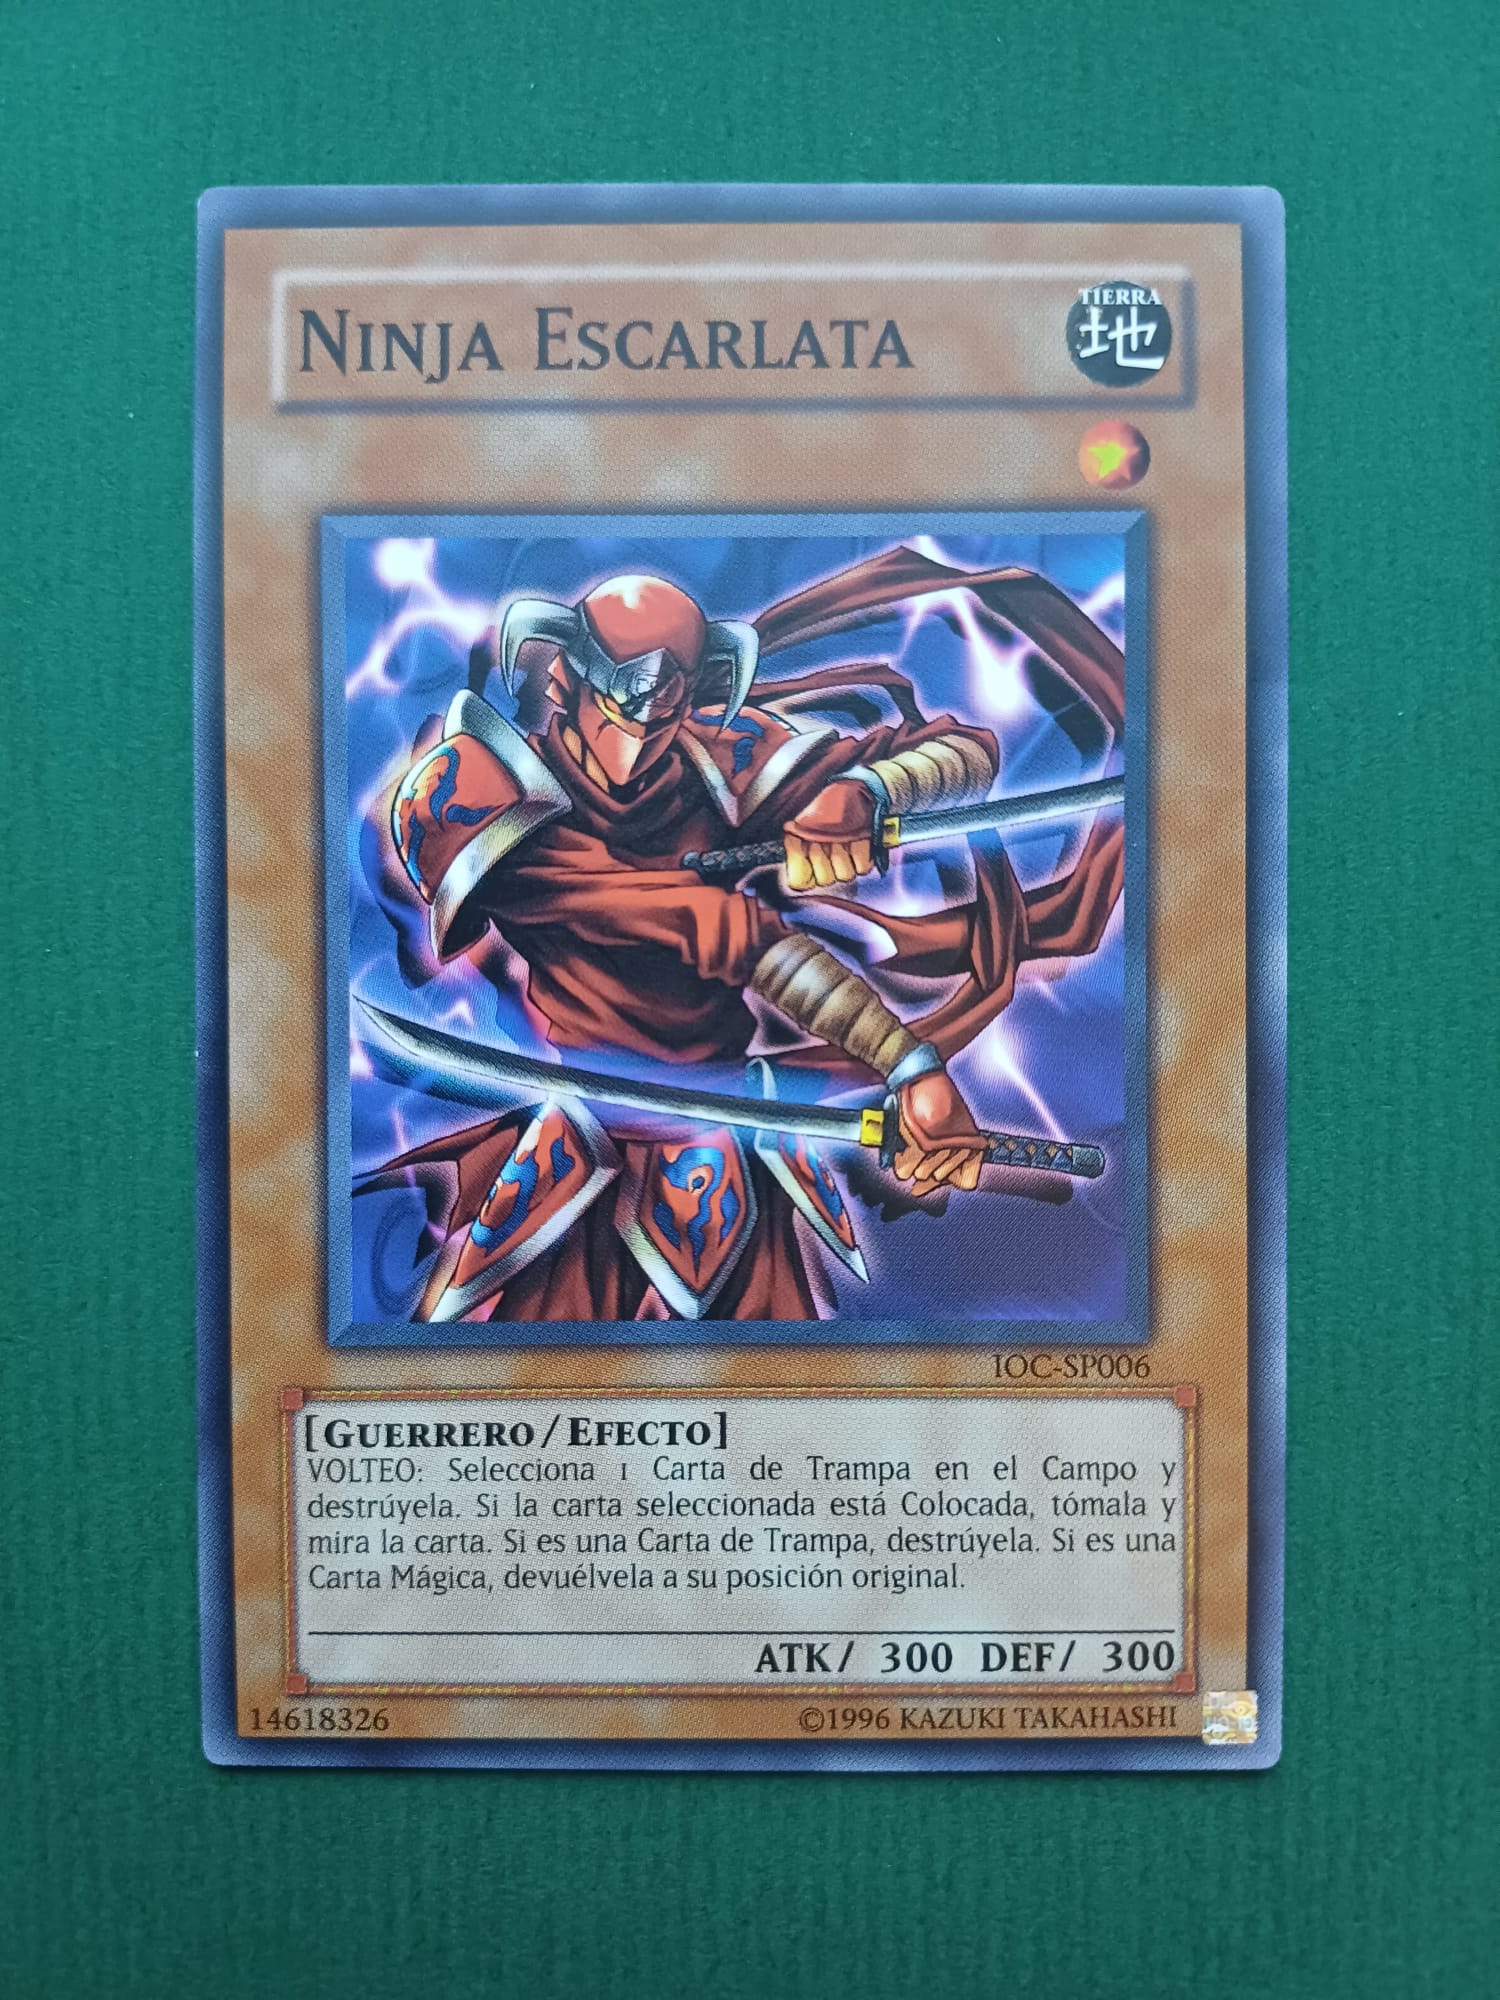 NINJA ESCARLATA
TIERRA
地
IOC-SP006
[GUERRERO/EFECTO]
VOLTEO: Selecciona 1 Carta de Trampa en el Campo y
destrúyela. Si la carta seleccionada está Colocada, tómala y
mira la carta. Si es una Carta de Trampa, destrúyela. Si es una
Carta Mágica, devuélvela a su posición original.
ATK/ 300 DEF/ 300
14618326
©1996 KAZUKI TAKAHASHI